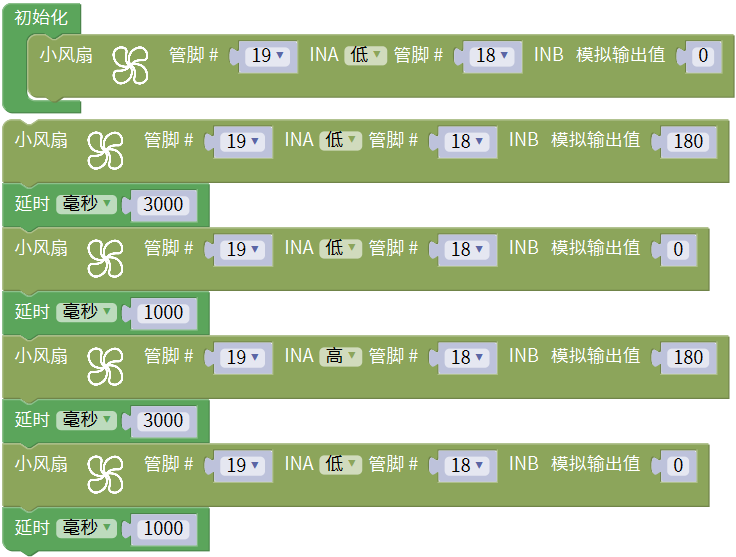 初始化
小风扇 管脚 # 19 INA 低 管脚 # 18 INB 模拟输出值 0
小风扇 管脚 # 19 INA 低 管脚 # 18 INB 模拟输出值 180
延时 毫秒 3000
小风扇 管脚 # 19 INA 低 管脚 # 18 INB 模拟输出值 0
延时 毫秒 1000
小风扇 管脚 # 19 INA 高 管脚 # 18 INB 模拟输出值 180
延时 毫秒 3000
小风扇 管脚 # 19 INA 低 管脚 # 18 INB 模拟输出值 0
延时 毫秒 1000